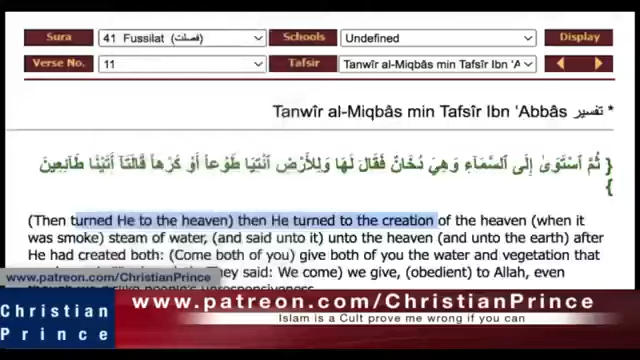 Sura 41 Fussilat (فصلت) Schools Undefined Display
Verse No. 11 Tafsir Tanwîr al-Miqbâs min Tafsîr Ibn 'A
* تفسير Tanwîr al-Miqbâs min Tafsîr Ibn 'Abbâs
{ ثُمَّ ٱسْتَوَىٰ إِلَى ٱلسَّمَآءِ وَهِيَ دُخَانٌ فَقَالَ لَهَا وَلِلأَرْضِ ٱئْتِيَا طَوْعاً أَوْ كَرْهاً قَالَتَآ أَتَيْنَا طَآئِعِينَ
}
(Then turned He to the heaven) then He turned to the creation of the heaven (when it
was smoke) steam of water, (and said unto it) unto the heaven (and unto the earth) after
He had created both: (Come both of you) give both of you the water and vegetation that
they said: We come) we give, (obedient) to Allah, even
www.patreon.com/ChristianPrince
www.patreon.com/ChristianPrince
Christian
Prince
Islam is a Cult prove me wrong if you can